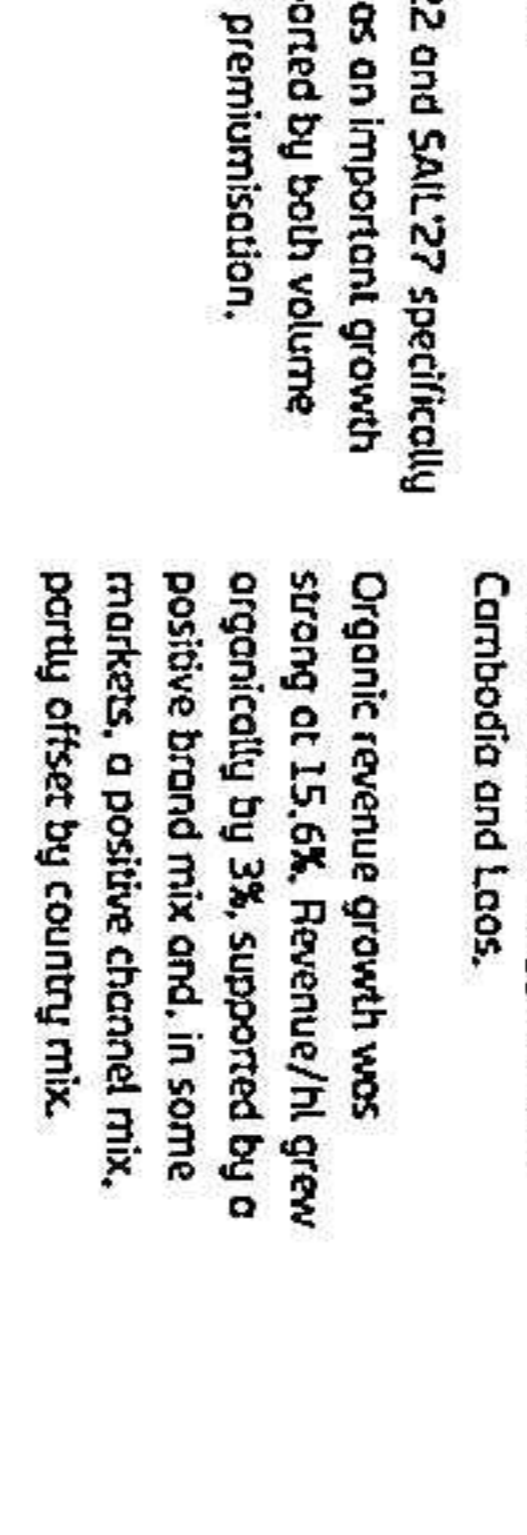 22 and SAIL'27 specifically
as an important growth
orted by both volume
premiumisation.
Cambodia and Laos.
Organic revenue growth was
strong at 15.6%. Revenue/hl grew
organically by 3%, supported by a
positive brand mix and, in some
markets, a positive channel mix,
partly offset by country mix.